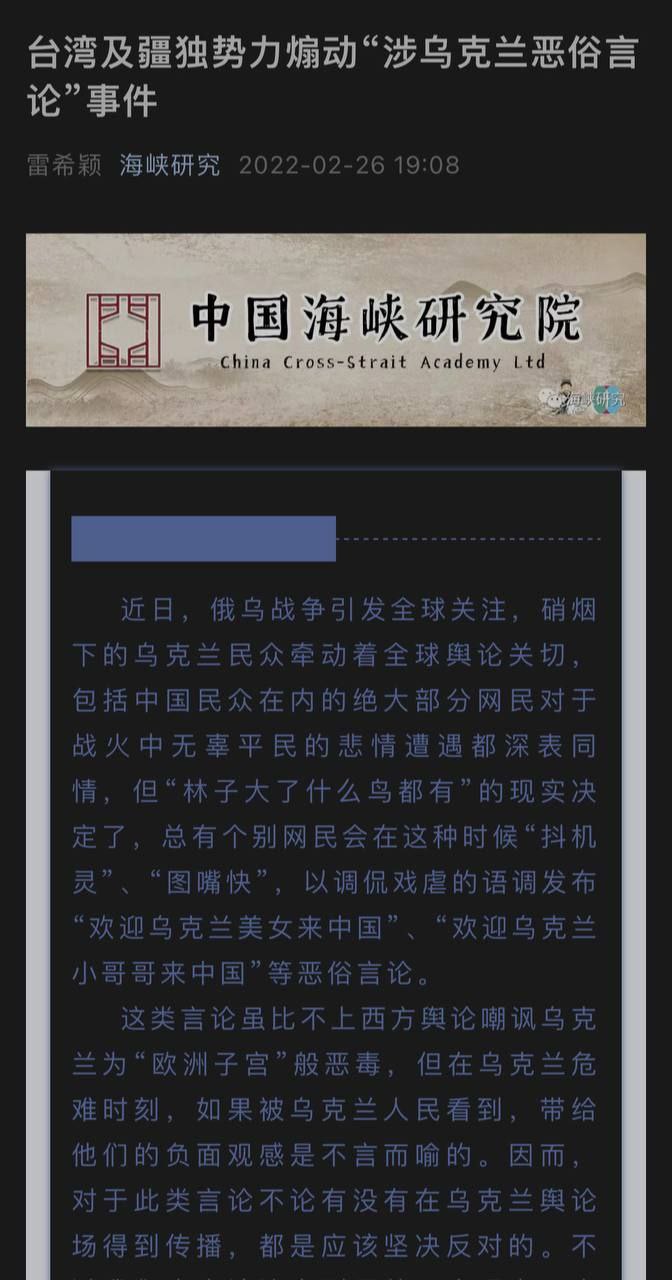 台湾及疆独势力煽动“涉乌克兰恶俗言
论”事件
雷希颖 海峡研究 2022-02-26 19:08
中国海峡研究院
China Cross-Strait Academy Ltd
海峡研究
近日，俄乌战争引发全球关注，硝烟
下的乌克兰民众牵动着全球舆论关切，
包括中国民众在内的绝大部分网民对于
战火中无辜平民的悲情遭遇都深表同
情，但“林子大了什么鸟都有”的现实决
定了，总有个别网民会在这种时候“抖机
灵”、“图嘴快”，以调侃戏虐的语调发布
“欢迎乌克兰美女来中国”、“欢迎乌克兰
小哥哥来中国”等恶俗言论。
这类言论虽比不上西方舆论嘲讽乌克
兰为“欧洲子宫”般恶毒，但在乌克兰危
难时刻，如果被乌克兰人民看到，带给
他们的负面观感是不言而喻的。因而，
对于此类言论不论有没有在乌克兰舆论
场得到传播，都是应该坚决反对的。不